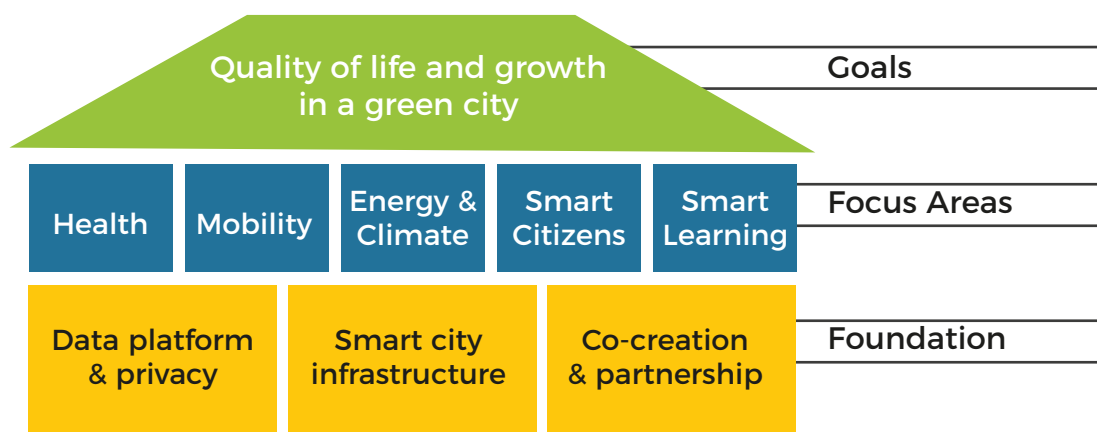 Quality of life and growth
in a green city
Goals
Health
Mobility
Energy &
Climate
Smart
Citizens
Smart
Learning
Focus Areas
Data platform
& privacy
Smart city
infrastructure
Co-creation
& partnership
Foundation